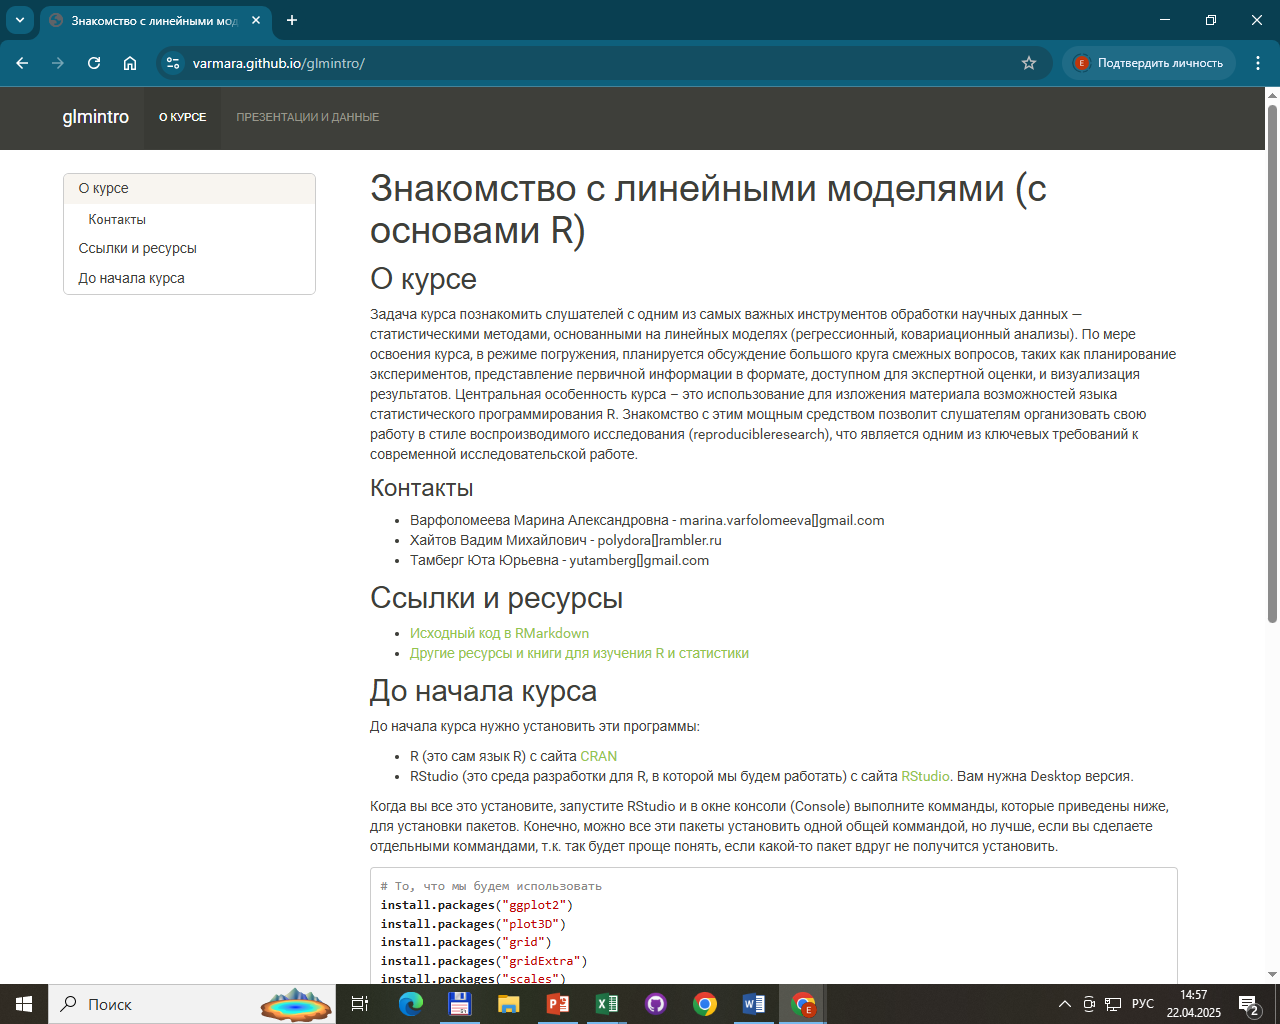 Знакомство с линейными мод
varmara.github.io/glmintro/
E
Подтвердить личность
glmintro
О КУРСЕ
ПРЕЗЕНТАЦИИ И ДАННЫЕ
О курсе
Контакты
Ссылки и ресурсы
До начала курса
Знакомство с линейными моделями (с
основами R)
О курсе
Задача курса познакомить слушателей с одним из самых важных инструментов обработки научных данных —
статистическими методами, основанными на линейных моделях (регрессионный, ковариационный анализы). По мере
освоения курса, в режиме погружения, планируется обсуждение большого круга смежных вопросов, таких как планирование
экспериментов, представление первичной информации в формате, доступном для экспертной оценки, и визуализация
результатов. Центральная особенность курса – это использование для изложения материала возможностей языка
статистического программирования R. Знакомство с этим мощным средством позволит слушателям организовать свою
работу в стиле воспроизводимого исследования (reproducibleresearch), что является одним из ключевых требований к
современной исследовательской работе.
Контакты
• Варфоломеева Марина Александровна - marina.varfolomeeva[]gmail.com
• Хайтов Вадим Михайлович - polydora[]rambler.ru
• Тамберг Юта Юрьевна - yutamberg[]gmail.com
Ссылки и ресурсы
• Исходный код в RMarkdown
• Другие ресурсы и книги для изучения R и статистики
До начала курса
До начала курса нужно установить эти программы:
• R (это сам язык R) с сайта CRAN
• RStudio (это среда разработки для R, в которой мы будем работать) с сайта RStudio. Вам нужна Desktop версия.
Когда вы все это установите, запустите RStudio и в окне консоли (Console) выполните комманды, которые приведены ниже,
для установки пакетов. Конечно, можно все эти пакеты установить одной общей коммандой, но лучше, если вы сделаете
отдельными коммандами, т.к. так будет проще понять, если какой-то пакет вдруг не получится установить.
# То, что мы будем использовать
install.packages("ggplot2")
install.packages("plot3D")
install.packages("grid")
install.packages("gridExtra")
install.packages("scales")
Поиск
РУС
14:57
22.04.2025
2